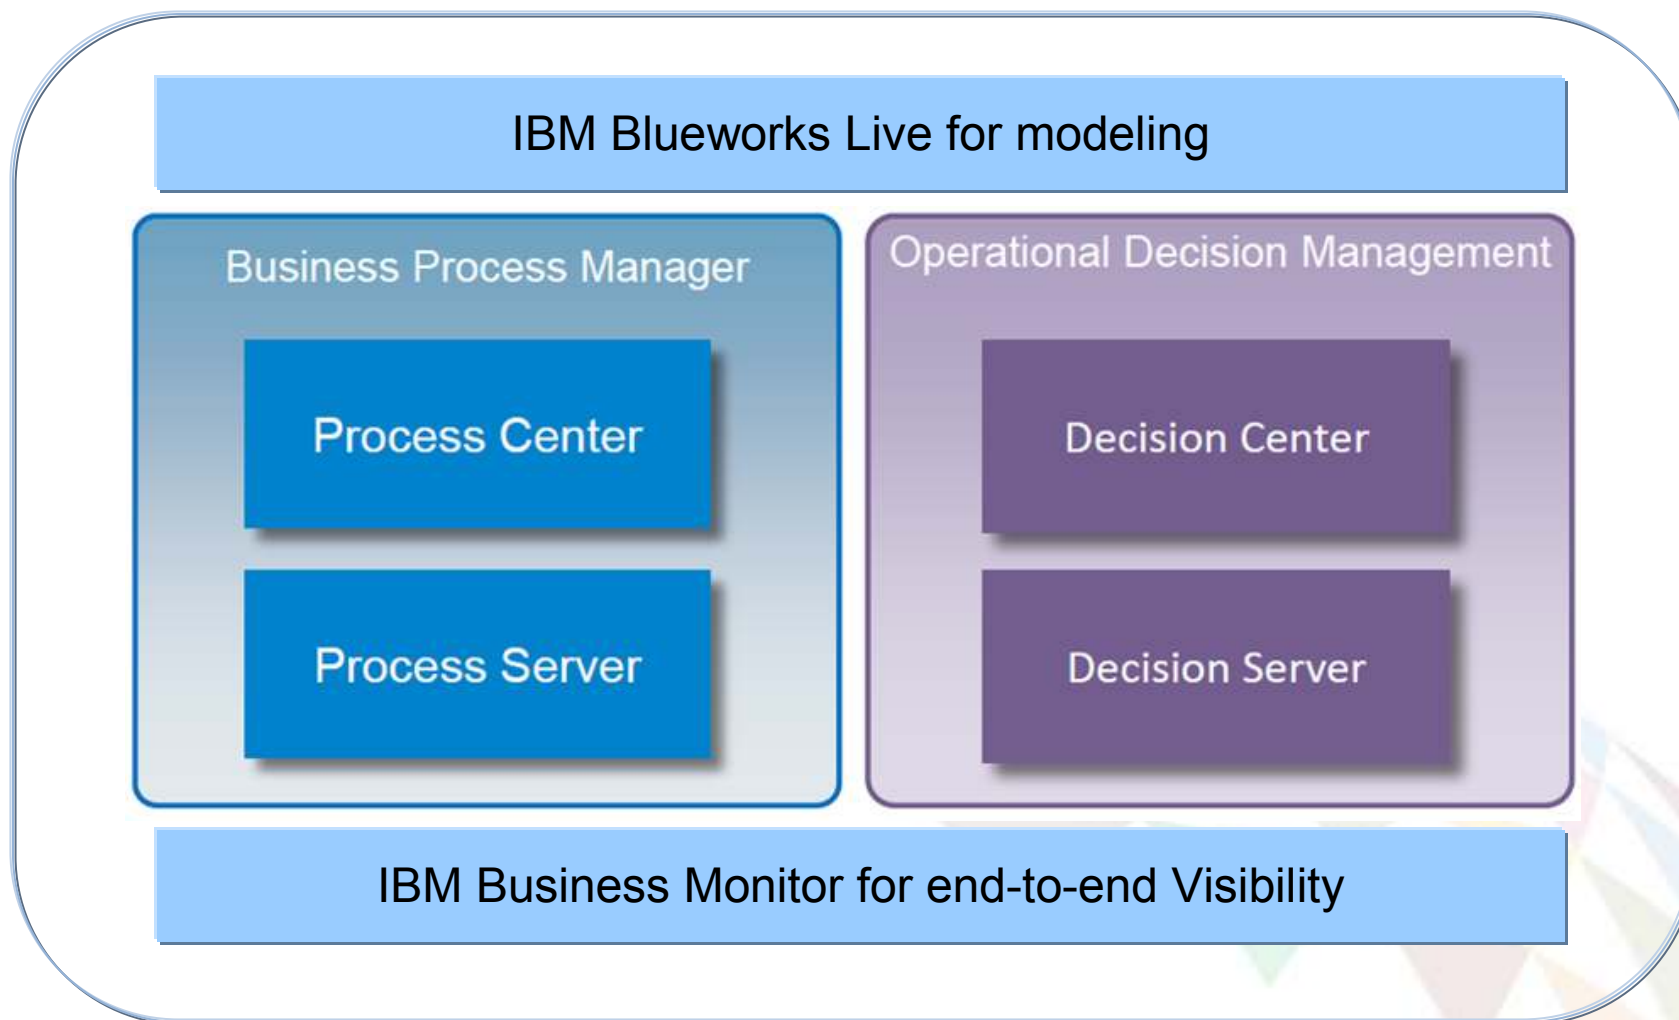 IBM Blueworks Live for modeling
Business Process Manager
Process Center
Process Server
Operational Decision Management
Decision Center
Decision Server
IBM Business Monitor for end-to-end Visibility